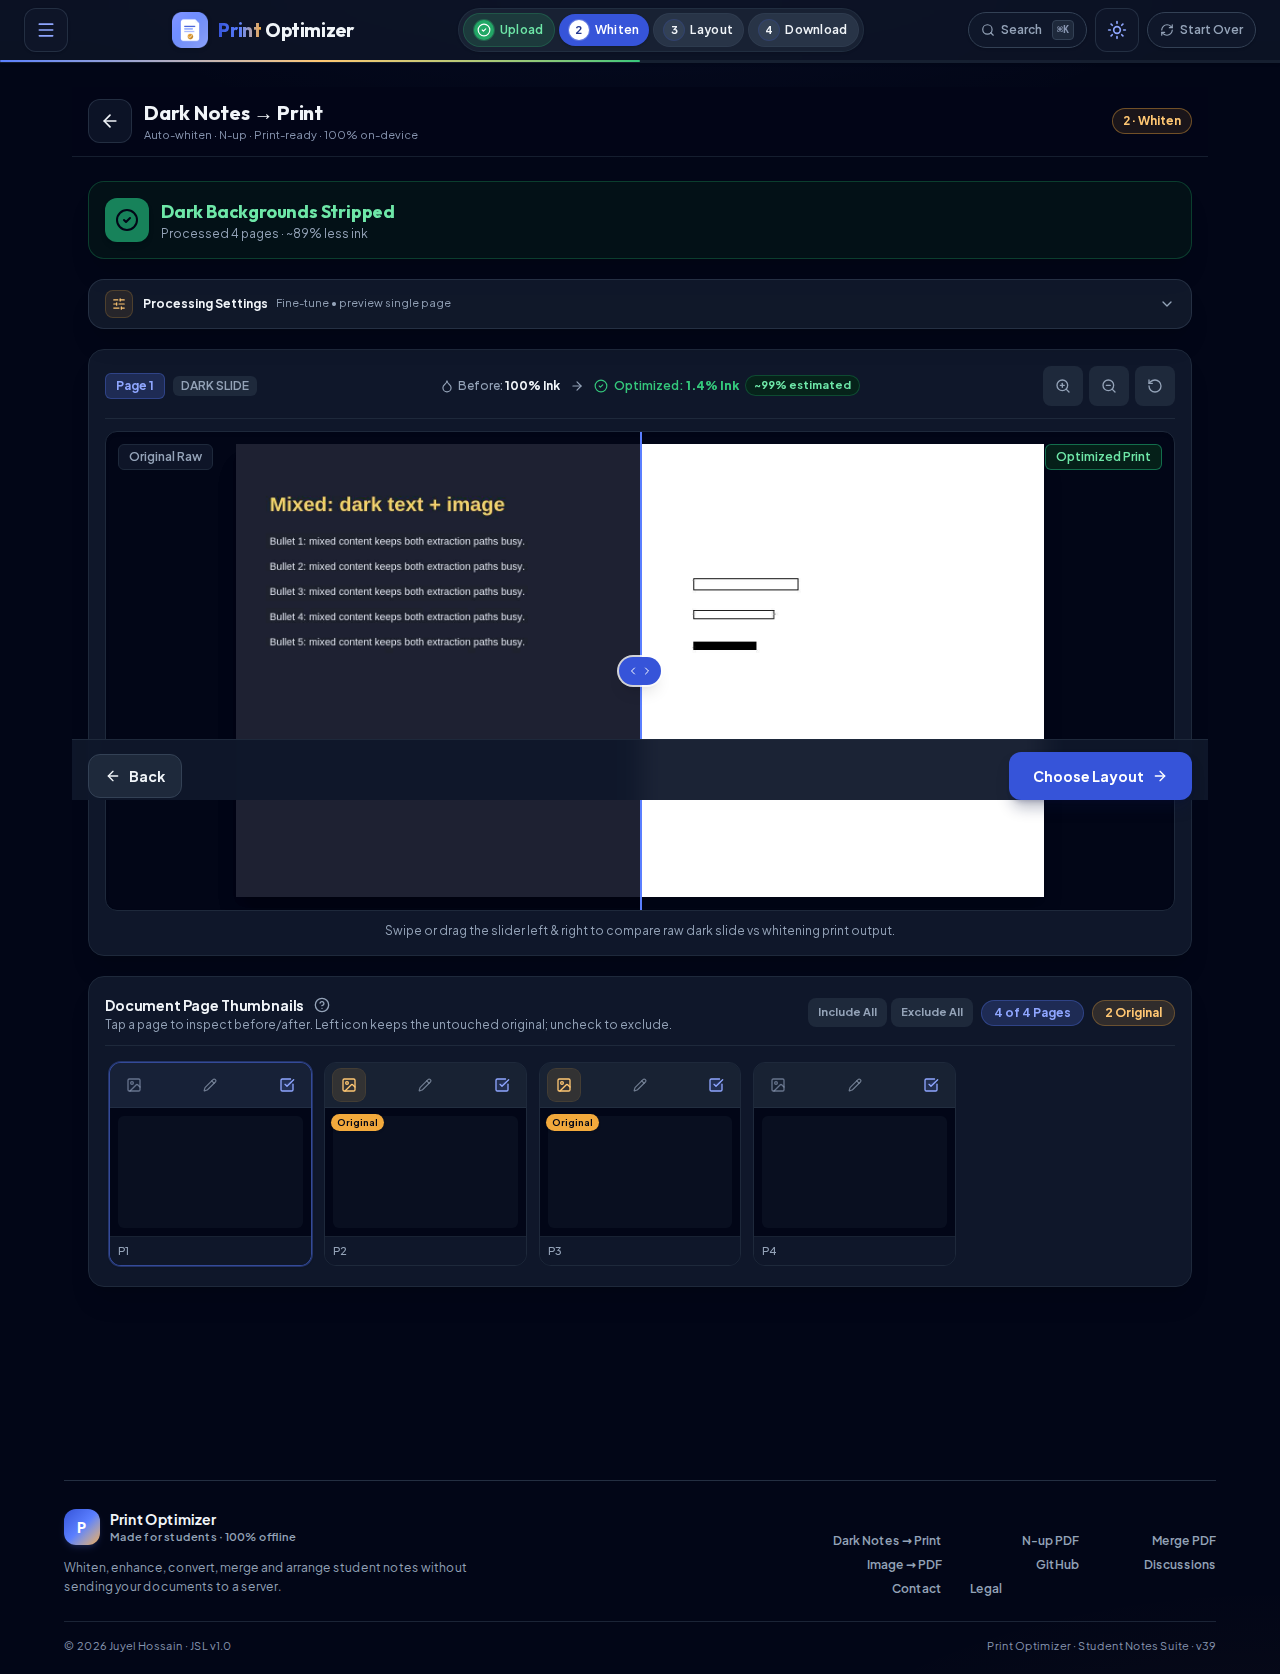 Print Optimizer
Upload
2 Whiten
3 Layout
4 Download
Search ⌘K
Start Over
Dark Notes → Print
Auto-whiten · N-up · Print-ready · 100% on-device
2 · Whiten
Dark Backgrounds Stripped
Processed 4 pages · ~89% less ink
Processing Settings Fine-tune • preview single page
Page 1 DARK SLIDE
Before: 100% Ink → Optimized: 1.4% Ink ~99% estimated
Original Raw
Optimized Print
Mixed: dark text + image
Bullet 1: mixed content keeps both extraction paths busy.
Bullet 2: mixed content keeps both extraction paths busy.
Bullet 3: mixed content keeps both extraction paths busy.
Bullet 4: mixed content keeps both extraction paths busy.
Bullet 5: mixed content keeps both extraction paths busy.
← Back
Choose Layout →
Swipe or drag the slider left & right to compare raw dark slide vs whitening print output.
Document Page Thumbnails
Tap a page to inspect before/after. Left icon keeps the untouched original; uncheck to exclude.
Include All Exclude All 4 of 4 Pages 2 Original
Original
Original
P1
P2
P3
P4
P
Print Optimizer
Made for students · 100% offline
Whiten, enhance, convert, merge and arrange student notes without
sending your documents to a server.
Dark Notes → Print N-up PDF Merge PDF
Image → PDF GitHub Discussions
Contact Legal
© 2026 Juyel Hossain · JSL v1.0
Print Optimizer · Student Notes Suite · v39